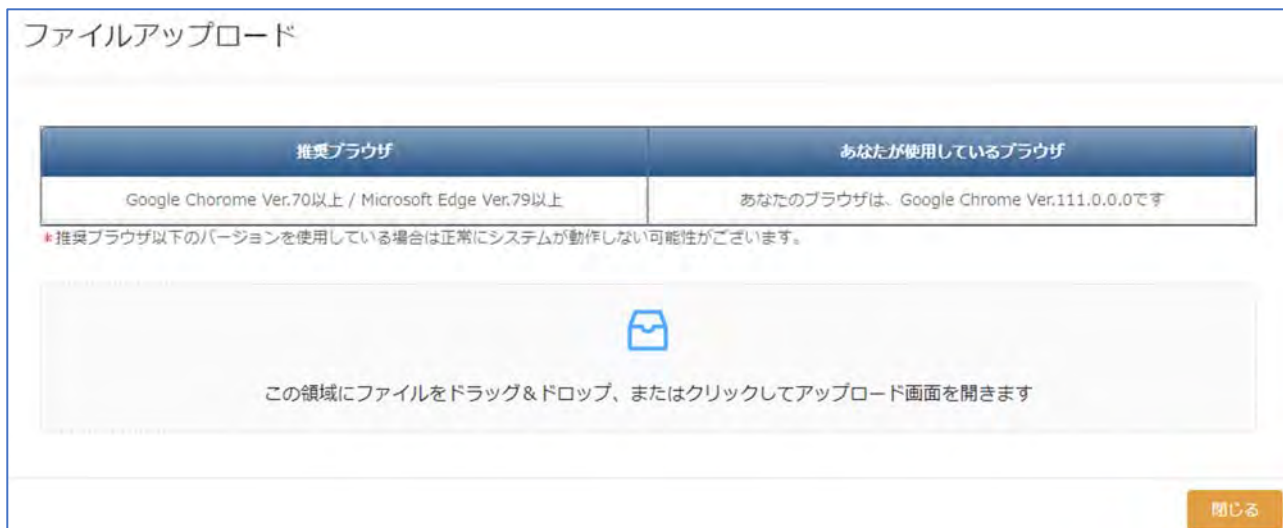 ファイルアップロード
推奨ブラウザ
あなたが使用しているブラウザ
Google Chorome Ver.70以上 / Microsoft Edge Ver.79以上
あなたのブラウザは、Google Chrome Ver.111.0.0.0です
*推奨ブラウザ以下のバージョンを使用している場合は正常にシステムが動作しない可能性がございます。
この領域にファイルをドラッグ&ドロップ、またはクリックしてアップロード画面を開きます
閉じる